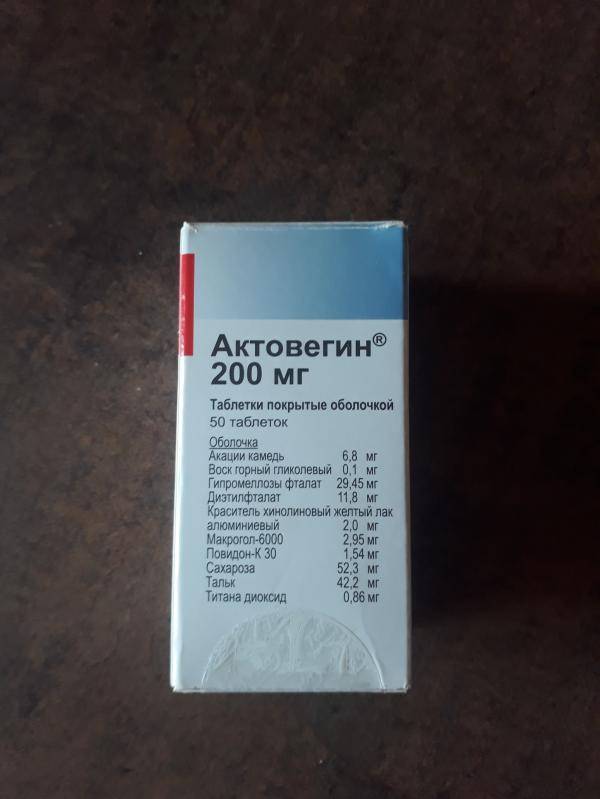 Актовегин®
200 мг
Таблетки покрытые оболочкой
50 таблеток
Оболочка
Акации камедь 6,8 мг
Воск горный гликолевый 0,1 мг
Гипромеллозы фталат 29,45 мг
Диэтилфталат 11,8 мг
Краситель хинолиновый желтый лак
алюминиевый 2,0 мг
Макрогол-6000 2,95 мг
Повидон-К 30 1,54 мг
Сахароза 52,3 мг
Тальк 42,2 мг
Титана диоксид 0,86 мг